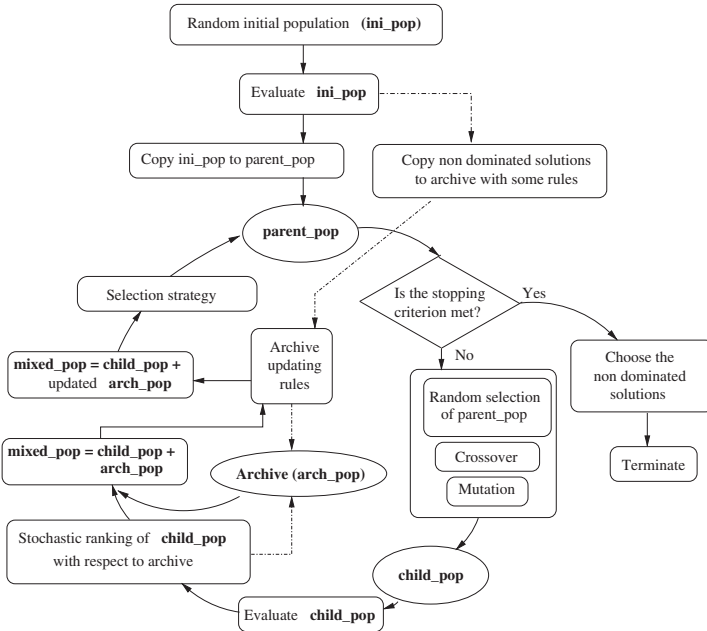 Random initial population (ini_pop)
Evaluate ini_pop
Copy ini_pop to parent_pop
Copy non dominated solutions
to archive with some rules
parent_pop
Selection strategy
Is the stopping
criterion met?
Yes
No
mixed_pop = child_pop +
updated arch_pop
Archive
updating
rules
Choose the
non dominated
solutions
Random selection
of parent_pop
Crossover
Mutation
Terminate
mixed_pop = child_pop +
arch_pop
Archive (arch_pop)
Stochastic ranking of child_pop
with respect to archive
child_pop
Evaluate child_pop